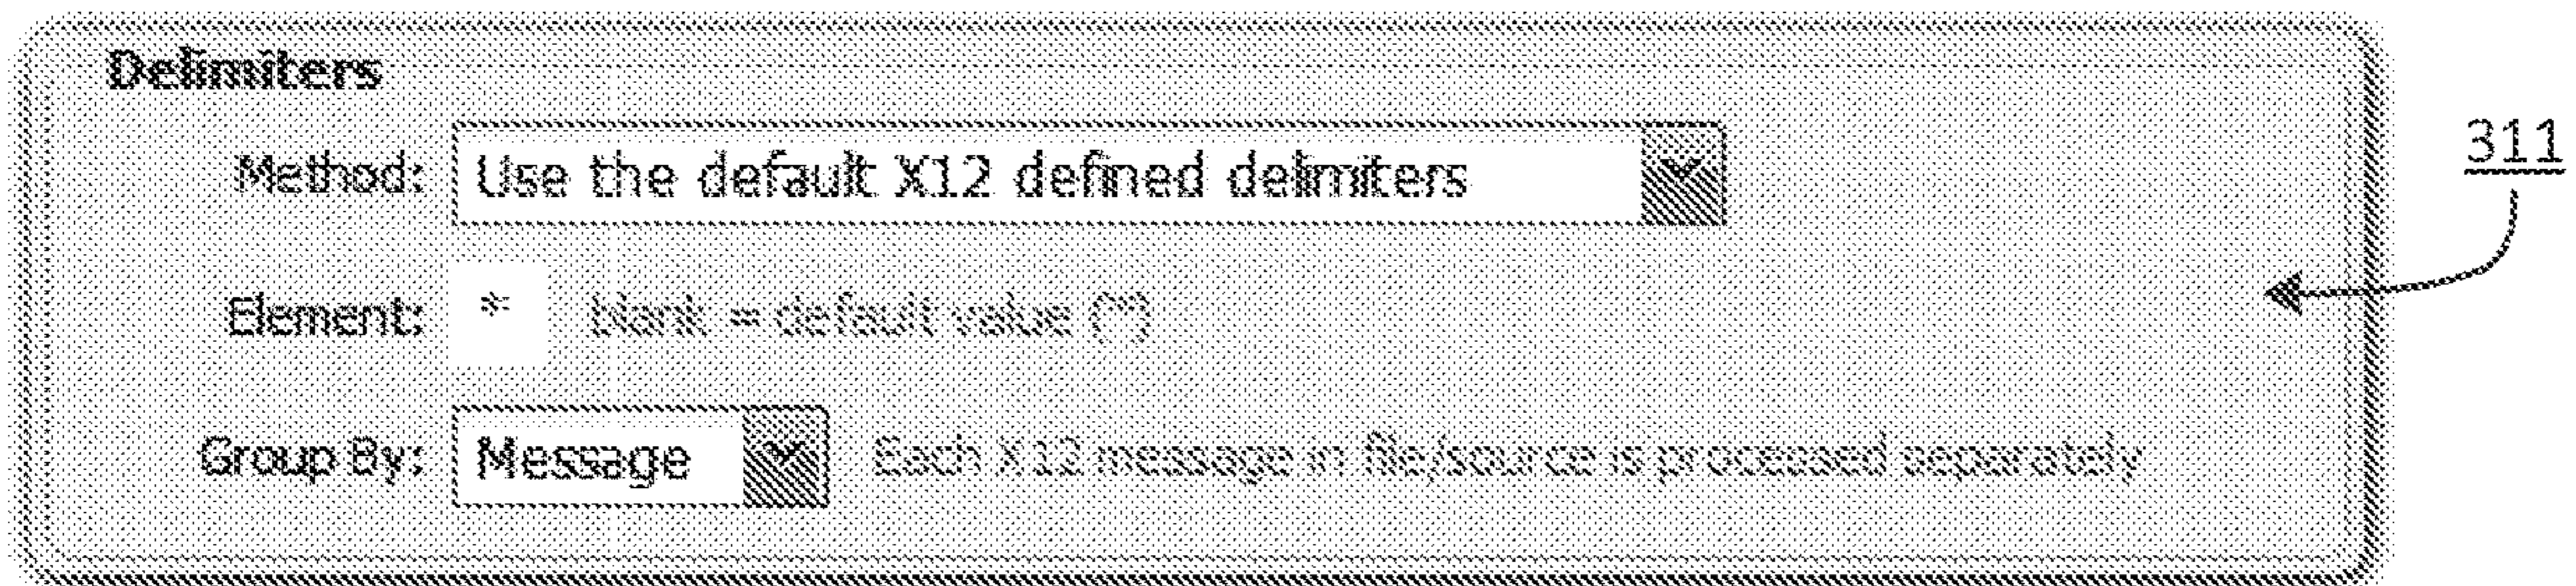 Delimiters
Method: Use the default X12 defined delimiters
311
Element: * blank = default value (*)
Group By: Message Each X12 message in file/source is processed separately